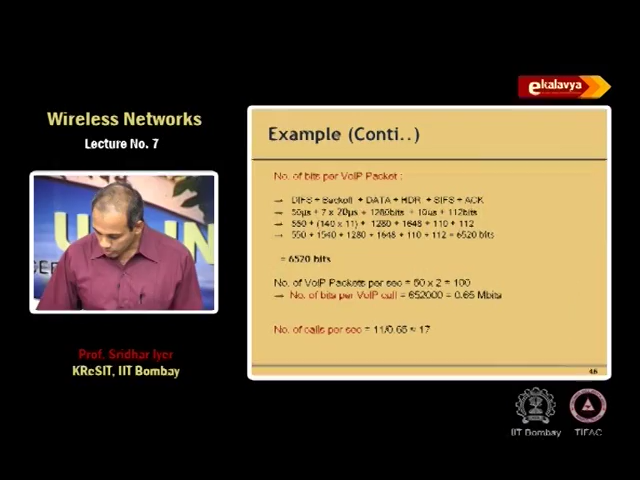 ekalavya
Wireless Networks
Lecture No. 7
Example (Conti..)
No. of bits per VoIP Packet :
→ DIFS + Backoff + DATA + HDR + SIFS + ACK
→ 50µs + 7 x 20µs + 1280bits + 10µs + 112bits
→ 550 + (140 x 11) + 1280 + 1648 + 110 + 112
→ 550 + 1540 + 1280 + 1648 + 110 + 112 = 6520 bits
= 6520 bits
No. of VoIP Packets per sec = 50 x 2 = 100
→ No. of bits per VoIP call = 652000 = 0.65 Mbits
No. of calls per sec = 11/0.65 ≈ 17
46
Prof. Sridhar Iyer
KReSIT, IIT Bombay
IIT Bombay
TIFAC